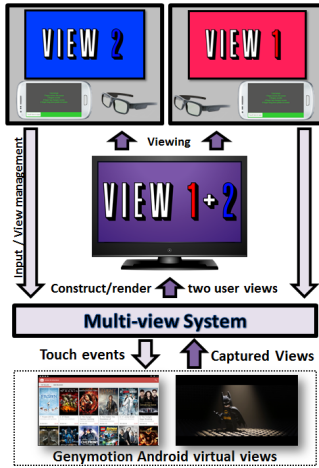 VIEW 2
VIEW 1
Viewing
Input / View management
VIEW 1+2
Construct/render two user views
Multi-view System
Touch events
Captured Views
Genymotion Android virtual views